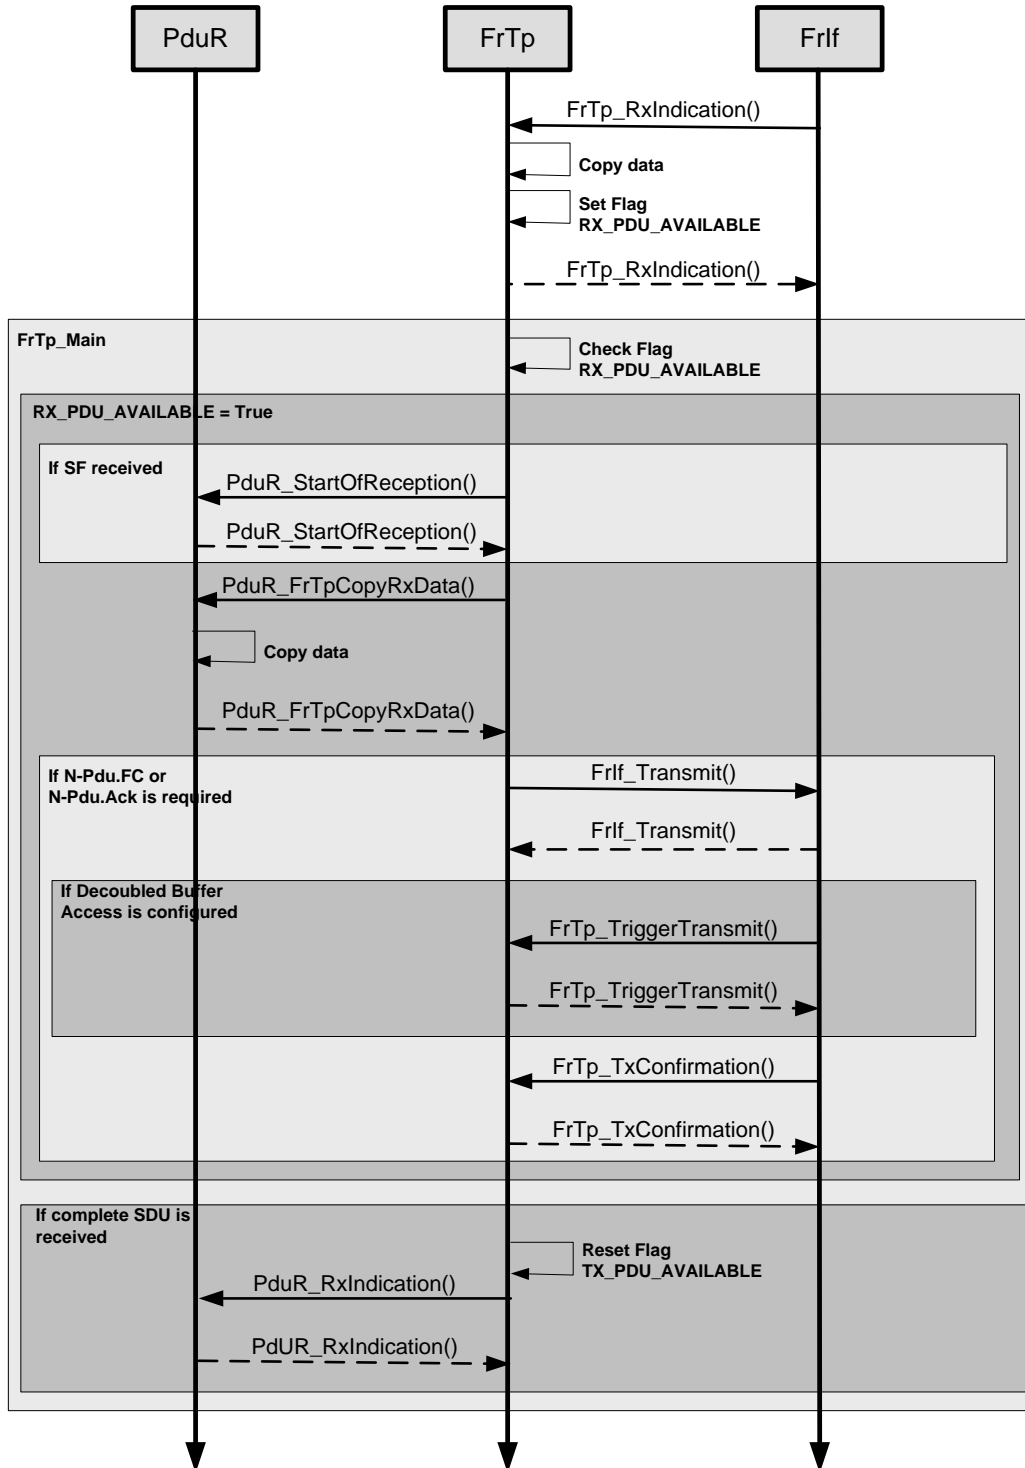 PduR
FrTp
FrIf
FrTp_RxIndication()
Copy data
Set Flag
RX_PDU_AVAILABLE
FrTp_RxIndication()
FrTp_Main
Check Flag
RX_PDU_AVAILABLE
RX_PDU_AVAILABLE = True
If SF received
PduR_StartOfReception()
PduR_StartOfReception()
PduR_FrTpCopyRxData()
Copy data
PduR_FrTpCopyRxData()
If N-Pdu.FC or
N-Pdu.Ack is required
FrIf_Transmit()
FrIf_Transmit()
If Decoubled Buffer
Access is configured
FrTp_TriggerTransmit()
FrTp_TriggerTransmit()
FrTp_TxConfirmation()
FrTp_TxConfirmation()
If complete SDU is
received
Reset Flag
TX_PDU_AVAILABLE
PduR_RxIndication()
PdUR_RxIndication()